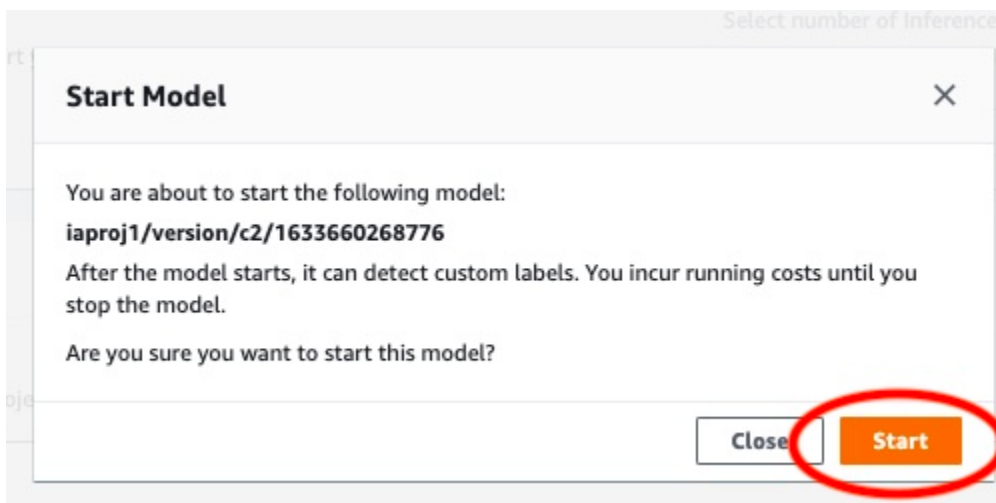 Select number of Inference
rt
Start Model
You are about to start the following model:
iaproj1/version/c2/1633660268776
After the model starts, it can detect custom labels. You incur running costs until you
stop the model.
Are you sure you want to start this model?
oje
Close
Start